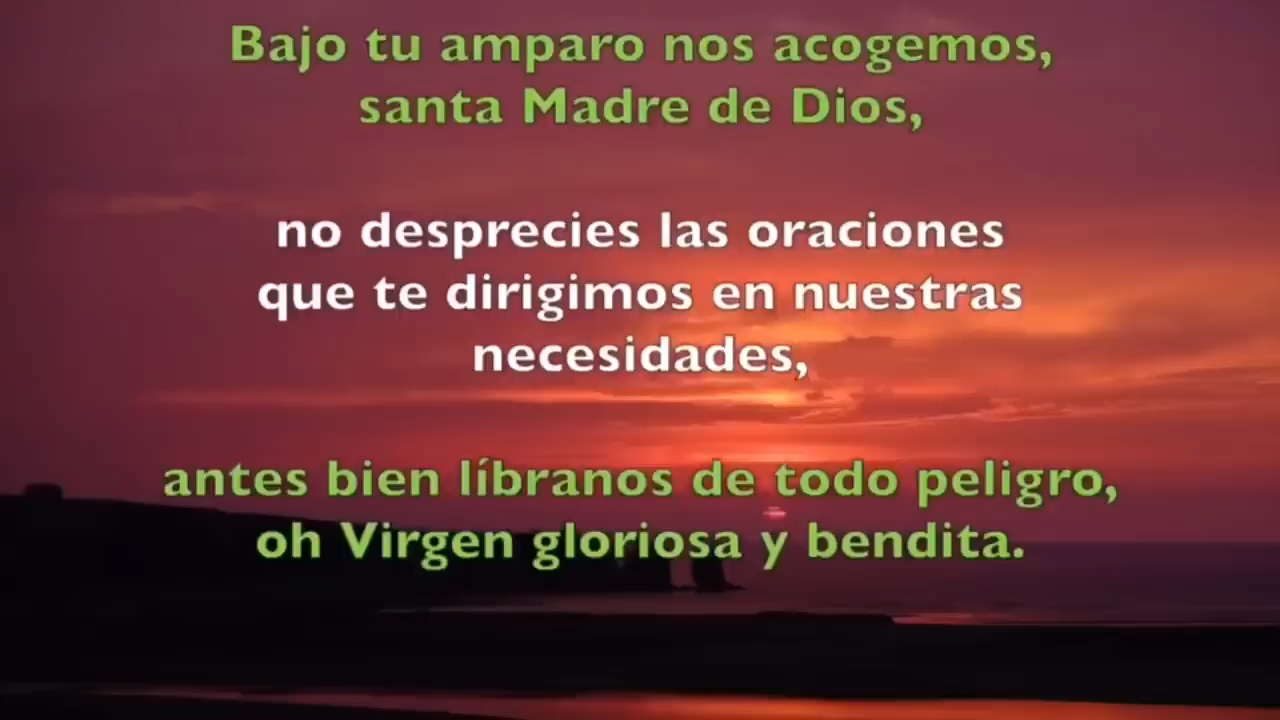 Bajo tu amparo nos acogemos,
santa Madre de Dios,
no desprecies las oraciones
que te dirigimos en nuestras
necesidades,
antes bien líbranos de todo peligro,
oh Virgen gloriosa y bendita.